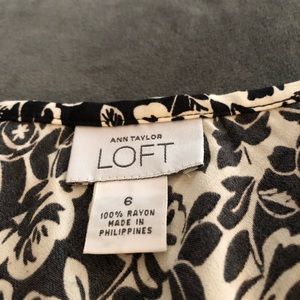 ANN TAYLOR
LOFT
6
100% RAYON
MADE IN
PHILIPPINES